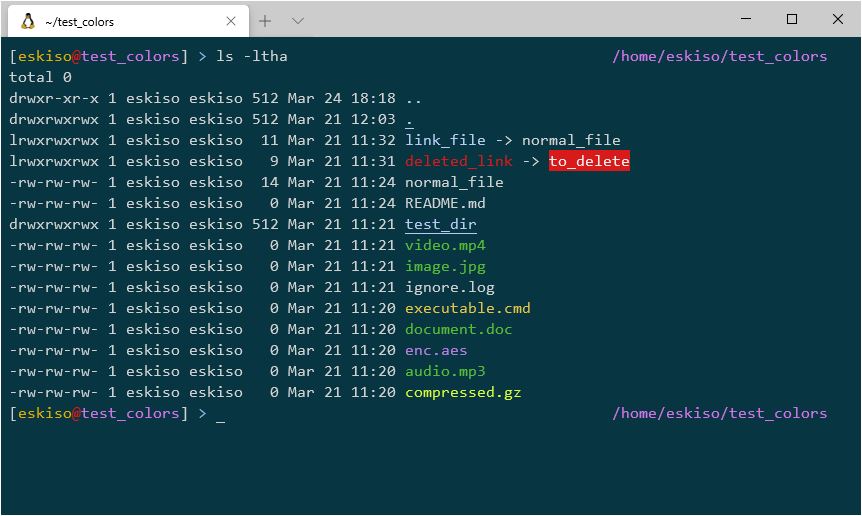 ~/test_colors
[eskiso@test_colors] > ls -ltha /home/eskiso/test_colors
total 0
drwxr-xr-x 1 eskiso eskiso 512 Mar 24 18:18 ..
drwxrwxrwx 1 eskiso eskiso 512 Mar 21 12:03 .
lrwxrwxrwx 1 eskiso eskiso  11 Mar 21 11:32 link_file -> normal_file
lrwxrwxrwx 1 eskiso eskiso   9 Mar 21 11:31 deleted_link -> to_delete
-rw-rw-rw- 1 eskiso eskiso  14 Mar 21 11:24 normal_file
-rw-rw-rw- 1 eskiso eskiso   0 Mar 21 11:24 README.md
drwxrwxrwx 1 eskiso eskiso 512 Mar 21 11:21 test_dir
-rw-rw-rw- 1 eskiso eskiso   0 Mar 21 11:21 video.mp4
-rw-rw-rw- 1 eskiso eskiso   0 Mar 21 11:21 image.jpg
-rw-rw-rw- 1 eskiso eskiso   0 Mar 21 11:21 ignore.log
-rw-rw-rw- 1 eskiso eskiso   0 Mar 21 11:20 executable.cmd
-rw-rw-rw- 1 eskiso eskiso   0 Mar 21 11:20 document.doc
-rw-rw-rw- 1 eskiso eskiso   0 Mar 21 11:20 enc.aes
-rw-rw-rw- 1 eskiso eskiso   0 Mar 21 11:20 audio.mp3
-rw-rw-rw- 1 eskiso eskiso   0 Mar 21 11:20 compressed.gz
[eskiso@test_colors] > _ /home/eskiso/test_colors